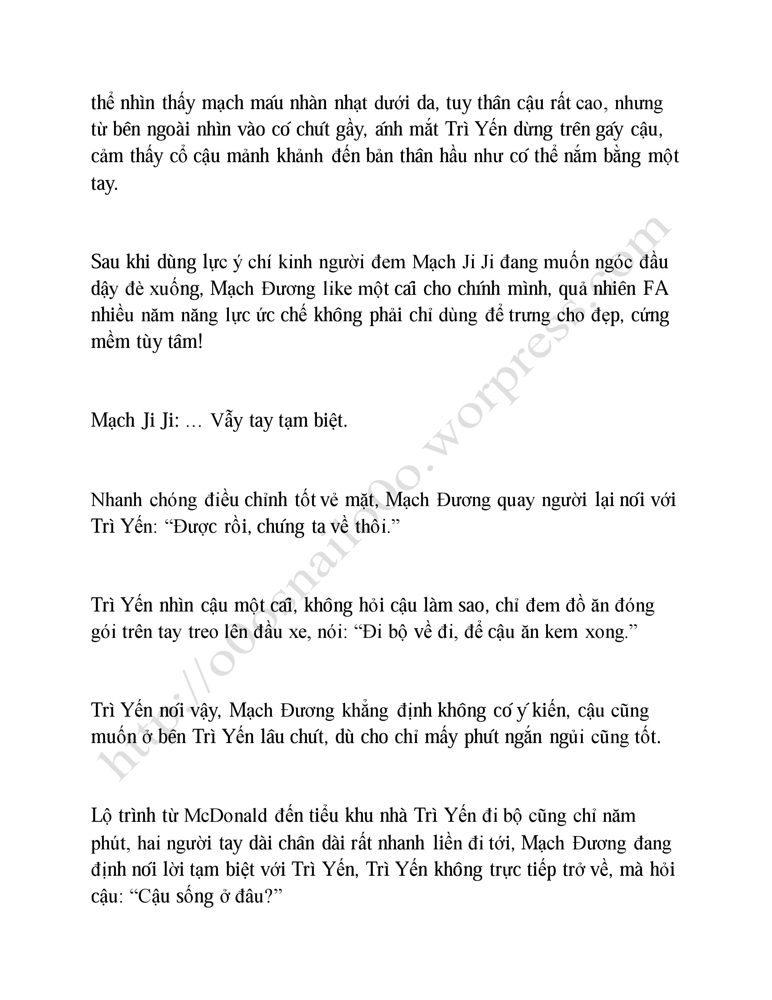 thể nhìn thấy mạch máu nhàn nhạt dưới da, tuy thân cậu rất cao, nhưng
từ bên ngoài nhìn vào có chút gầy, ánh mắt Trì Yến dừng trên gáy cậu,
cảm thấy cổ cậu mảnh khảnh đến bản thân hầu như có thể nắm bằng một
tay.
Sau khi dùng lực ý chí kinh người đem Mạch Ji Ji đang muốn ngóc đầu
dậy đè xuống, Mạch Đương like một cái cho chính mình, quả nhiên FA
nhiều năm năng lực ức chế không phải chỉ dùng để trưng cho đẹp, cứng
mềm tùy tâm!
Mạch Ji Ji: … Vẫy tay tạm biệt.
Nhanh chóng điều chỉnh tốt vẻ mặt, Mạch Đương quay người lại nói với
Trì Yến: “Được rồi, chúng ta về thôi.”
Trì Yến nhìn cậu một cái, không hỏi cậu làm sao, chỉ đem đồ ăn đóng
gói trên tay treo lên đầu xe, nói: “Đi bộ về đi, để cậu ăn kem xong.”
Trì Yến nói vậy, Mạch Đương khẳng định không có ý kiến, cậu cũng
muốn ở bên Trì Yến lâu chút, dù cho chỉ mấy phút ngắn ngủi cũng tốt.
Lộ trình từ McDonald đến tiểu khu nhà Trì Yến đi bộ cũng chỉ năm
phút, hai người tay dài chân dài rất nhanh liền đi tới, Mạch Đương đang
định nói lời tạm biệt với Trì Yến, Trì Yến không trực tiếp trở về, mà hỏi
cậu: “Cậu sống ở đâu?”
http://o0osnailo0o.worpress.com